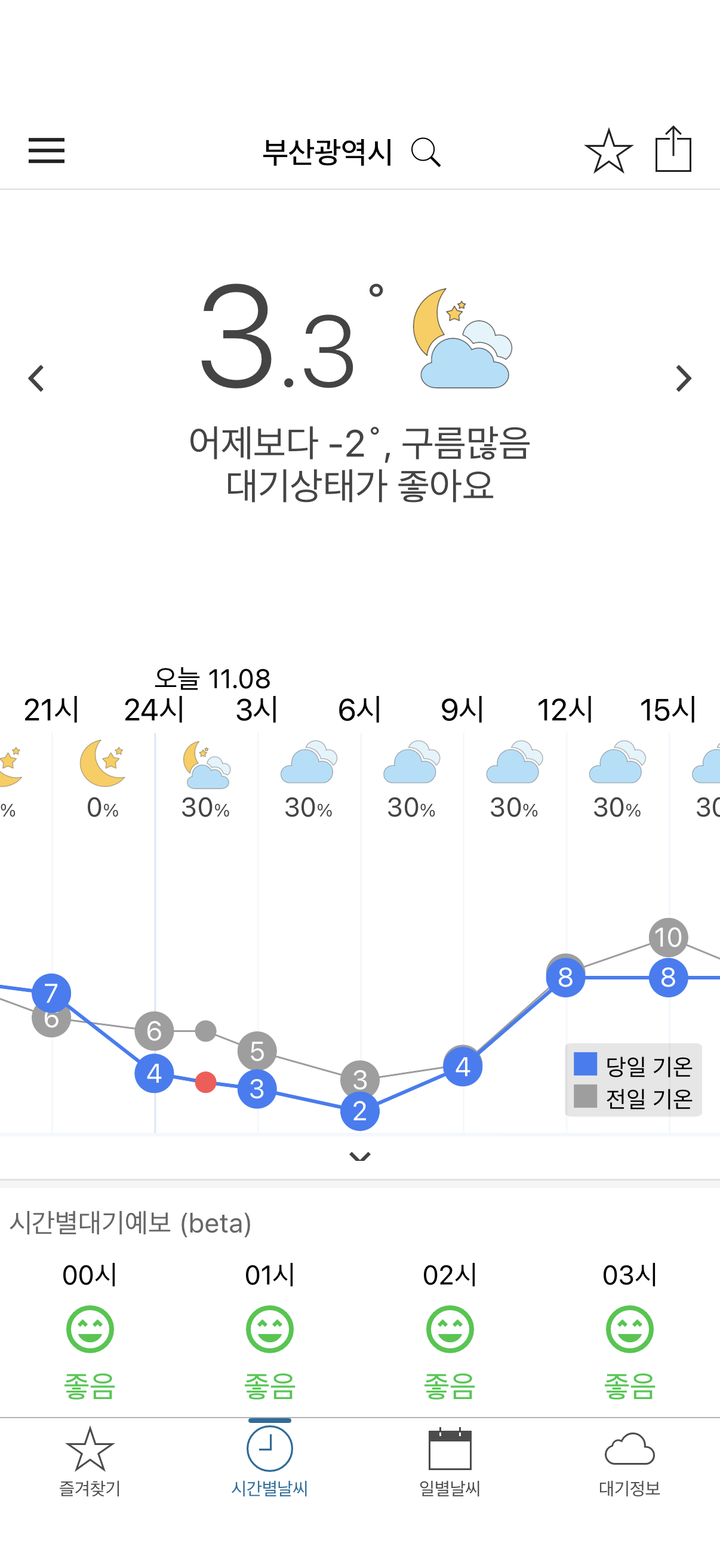 부산광역시
3.3°
어제보다 -2°, 구름많음
대기상태가 좋아요
오늘 11.08
21시 24시 3시 6시 9시 12시 15시
% 0% 30% 30% 30% 30% 30% 30
10
7 8 8
6 6 5 3
4 3 2 4
당일 기온
전일 기온
시간별대기예보 (beta)
00시 01시 02시 03시
좋음 좋음 좋음 좋음
즐겨찾기 시간별날씨 일별날씨 대기정보